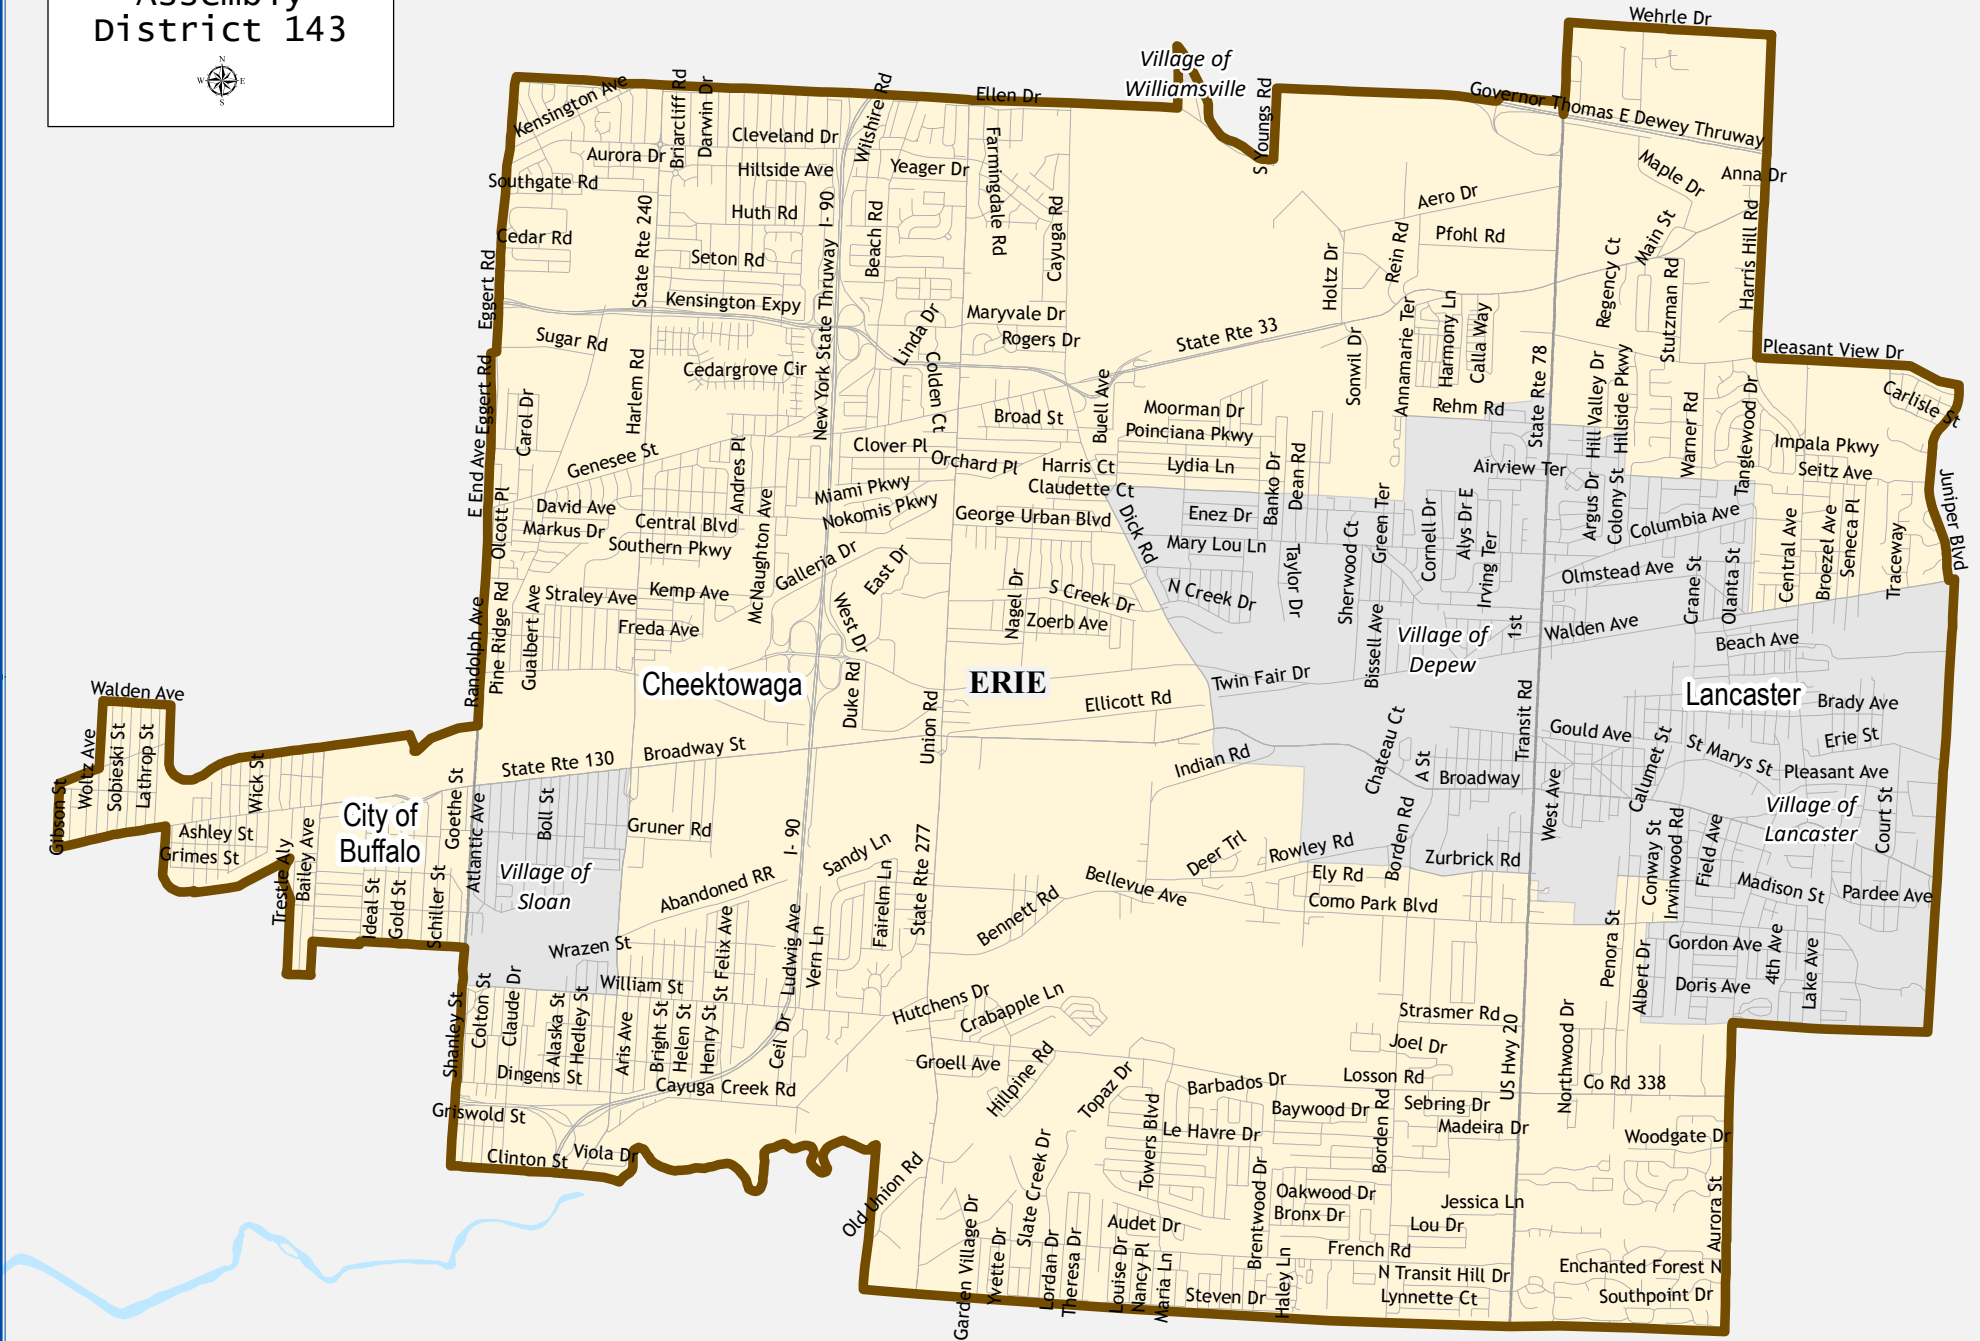 Assembly
District 143
N
W E
S
Wehrle Dr
Village of
Williamsville
Kensington Ave
Briarcliff Rd
Darwin Dr
Cleveland Dr
Wilshire Rd
Ellen Dr
S Youngs Rd
Governor Thomas E Dewey Thruway
Aurora Dr
Hillside Ave
Yeager Dr
Farmingdale Rd
Maple Dr
Anna Dr
Southgate Rd
State Rte 240
Huth Rd
I- 90
Beach Rd
Cayuga Rd
Aero Dr
Pfohl Rd
Rein Rd
Holtz Dr
Regency Ct
Main St
Harris Hill Rd
Cedar Rd
Seton Rd
Eggert Rd
Kensington Expy
New York State Thruway
Maryvale Dr
Rogers Dr
State Rte 33
Annamarie Ter
Harmony Ln
Calla Way
Stutzman Rd
Pleasant View Dr
Sugar Rd
Cedargrove Cir
Linda Dr
Colden Ct
Sonwil Dr
State Rte 78
Hill Valley Dr
Hillside Pkwy
Carlisle St
Eggert Rd
Carol Dr
Harlem Rd
Broad St
Buell Ave
Moorman Dr
Poinciana Pkwy
Rehm Rd
Warner Rd
Tanglewood Dr
Impala Pkwy
Seitz Ave
E End Ave
Genesee St
Andres Pl
Clover Pl
Orchard Pl
Harris Ct
Lydia Ln
Banko Dr
Dean Rd
Airview Ter
Juniper Blvd
Olcott Pl
David Ave
Markus Dr
Central Blvd
Southern Pkwy
McNaughton Ave
Miami Pkwy
Nokomis Pkwy
Claudette Ct
George Urban Blvd
Dick Rd
Enez Dr
Mary Lou Ln
Green Ter
Cornell Dr
Alys Dr E
Argus Dr
Colony St
Columbia Ave
Central Ave
Broezel Ave
Seneca Pl
Traceway
Galleria Dr
East Dr
West Dr
Straley Ave
Kemp Ave
Freda Ave
Nagel Dr
S Creek Dr
Zoerb Ave
N Creek Dr
Taylor Dr
Sherwood Ct
Irving Ter
Olmstead Ave
Crane St
Olanta St
Randolph Ave
Pine Ridge Rd
Gualbert Ave
Bissell Ave
Village of
Depew
1st
Walden Ave
Beach Ave
Walden Ave
Cheektowaga
Duke Rd
ERIE
Union Rd
Ellicott Rd
Twin Fair Dr
Transit Rd
Lancaster
Brady Ave
Woltz Ave
Sobieski St
Lathrop St
Wick St
State Rte 130
Broadway St
Indian Rd
Chateau Ct
A St
Broadway
Gould Ave
Calumet St
St Marys St
Erie St
Pleasant Ave
Gibson St
Ashley St
Grimes St
City of
Buffalo
Goethe St
Atlantic Ave
Boll St
Gruner Rd
I- 90
Sandy Ln
State Rte 277
Deer Trl
Rowley Rd
Borden Rd
West Ave
Village of
Lancaster
Court St
Trestle Aly
Bailey Ave
Ideal St
Gold St
Schiller St
Village of
Sloan
Abandoned RR
Fairelm Ln
Bennett Rd
Bellevue Ave
Ely Rd
Zurbrick Rd
Como Park Blvd
Conway St
Irwinwood Rd
Field Ave
Madison St
Pardee Ave
Wrazen St
St Felix Ave
Ludwig Ave
Vern Ln
Penora St
Gordon Ave
4th Ave
Lake Ave
William St
Albert Dr
Doris Ave
Shanley St
Colton St
Claude Dr
Alaska St
Hedley St
Aris Ave
Bright St
Helen St
Henry St
Ceil Dr
Hutchens Dr
Crabapple Ln
Strasmer Rd
Joel Dr
US Hwy 20
Northwood Dr
Groell Ave
Dingens St
Cayuga Creek Rd
Hillpine Rd
Topaz Dr
Barbados Dr
Losson Rd
Co Rd 338
Griswold St
Towers Blvd
Baywood Dr
Borden Rd
Sebring Dr
Madeira Dr
Le Havre Dr
Woodgate Dr
Clinton St
Viola Dr
Old Union Rd
Slate Creek Dr
Brentwood Dr
Oakwood Dr
Bronx Dr
Jessica Ln
Lou Dr
Aurora St
Garden Village Dr
Yvette Dr
Lordan Dr
Theresa Dr
Audet Dr
Louise Dr
Nancy Pl
Maria Ln
Haley Ln
French Rd
N Transit Hill Dr
Enchanted Forest N
Steven Dr
Lynnette Ct
Southpoint Dr